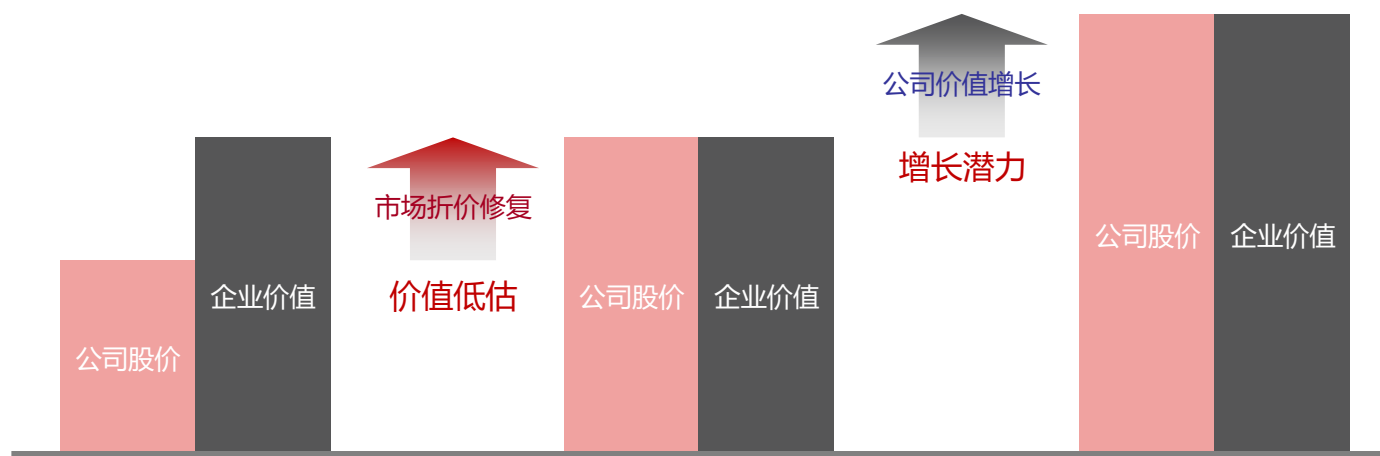 公司股价
企业价值
市场折价修复
价值低估
公司股价
企业价值
公司价值增长
增长潜力
公司股价
企业价值